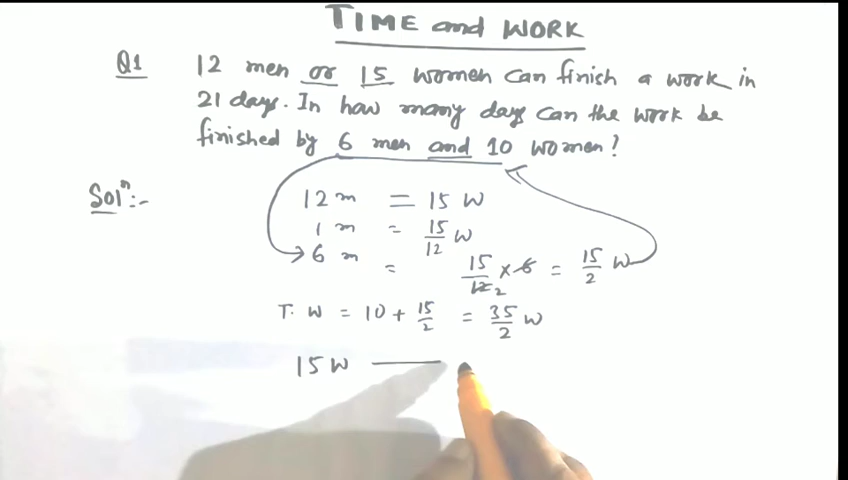 TIME and WORK
Q1 12 men or 15 women can finish a work in
21 days. In how many days can the work be
finished by 6 men and 10 women?
Solⁿ:-
12 m = 15 W
1 m = 15/12 W
6 m = 15/12 2 × 6 = 15/2 W
T. W = 10 + 15/2 = 35/2 W
15 W —